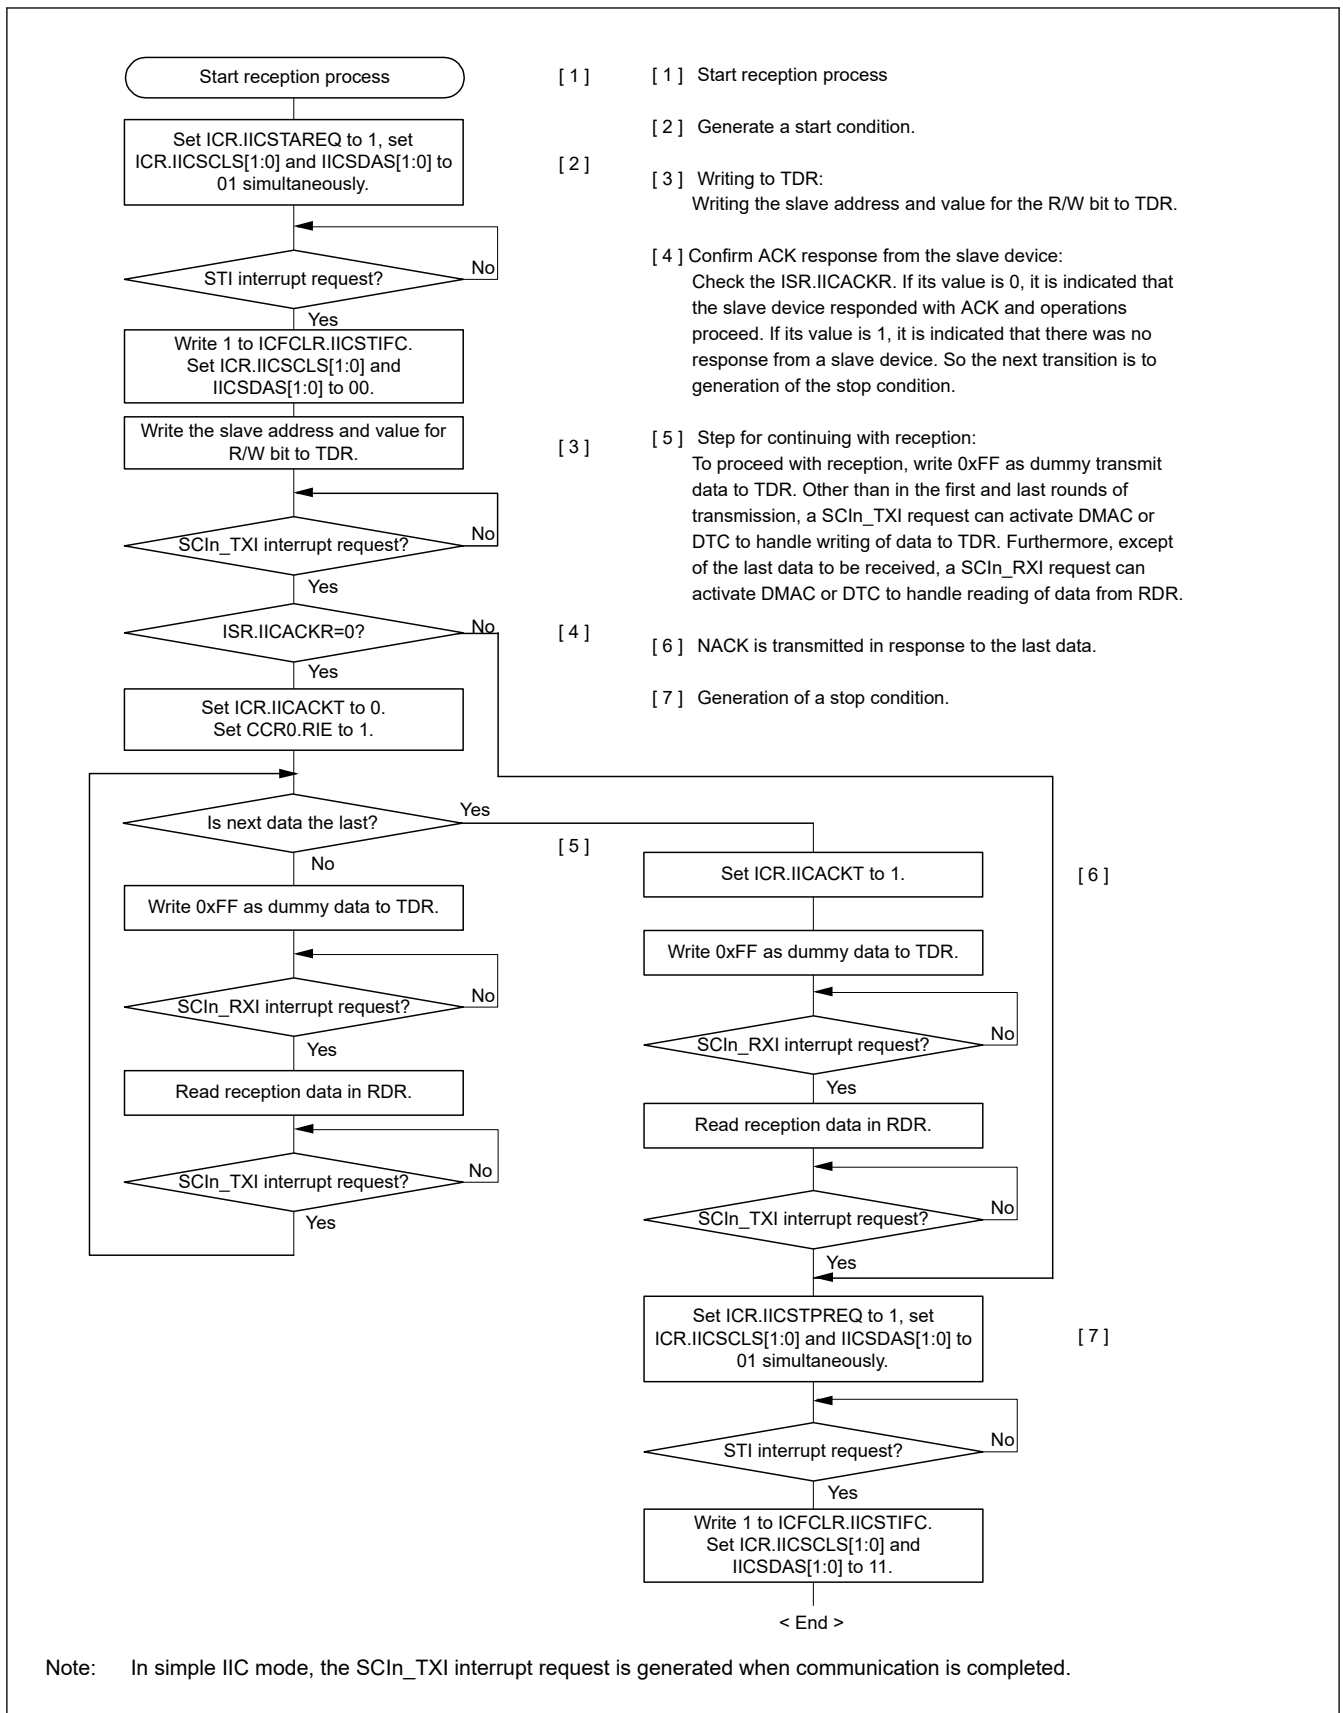 Start reception process
[ 1 ]
Set ICR.IICSTAREQ to 1, set
ICR.IICSCLS[1:0] and IICSDAS[1:0] to
01 simultaneously.
[ 2 ]
STI interrupt request?
No
Yes
Write 1 to ICFCLR.IICSTIFC.
Set ICR.IICSCLS[1:0] and
IICSDAS[1:0] to 00.
Write the slave address and value for
R/W bit to TDR.
[ 3 ]
SCIn_TXI interrupt request?
No
Yes
ISR.IICACKR=0?
No
[ 4 ]
Yes
Set ICR.IICACKT to 0.
Set CCR0.RIE to 1.
Is next data the last?
Yes
[ 5 ]
No
Write 0xFF as dummy data to TDR.
SCIn_RXI interrupt request?
No
Yes
Read reception data in RDR.
SCIn_TXI interrupt request?
No
Yes
[ 1 ] Start reception process
[ 2 ] Generate a start condition.
[ 3 ] Writing to TDR:
Writing the slave address and value for the R/W bit to TDR.
[ 4 ] Confirm ACK response from the slave device:
Check the ISR.IICACKR. If its value is 0, it is indicated that
the slave device responded with ACK and operations
proceed. If its value is 1, it is indicated that there was no
response from a slave device. So the next transition is to
generation of the stop condition.
[ 5 ] Step for continuing with reception:
To proceed with reception, write 0xFF as dummy transmit
data to TDR. Other than in the first and last rounds of
transmission, a SCIn_TXI request can activate DMAC or
DTC to handle writing of data to TDR. Furthermore, except
of the last data to be received, a SCIn_RXI request can
activate DMAC or DTC to handle reading of data from RDR.
[ 6 ] NACK is transmitted in response to the last data.
[ 7 ] Generation of a stop condition.
Set ICR.IICACKT to 1.
[ 6 ]
Write 0xFF as dummy data to TDR.
SCIn_RXI interrupt request?
No
Yes
Read reception data in RDR.
SCIn_TXI interrupt request?
No
Yes
Set ICR.IICSTPREQ to 1, set
ICR.IICSCLS[1:0] and IICSDAS[1:0] to
01 simultaneously.
[ 7 ]
STI interrupt request?
No
Yes
Write 1 to ICFCLR.IICSTIFC.
Set ICR.IICSCLS[1:0] and
IICSDAS[1:0] to 11.
< End >
Note: In simple IIC mode, the SCIn_TXI interrupt request is generated when communication is completed.